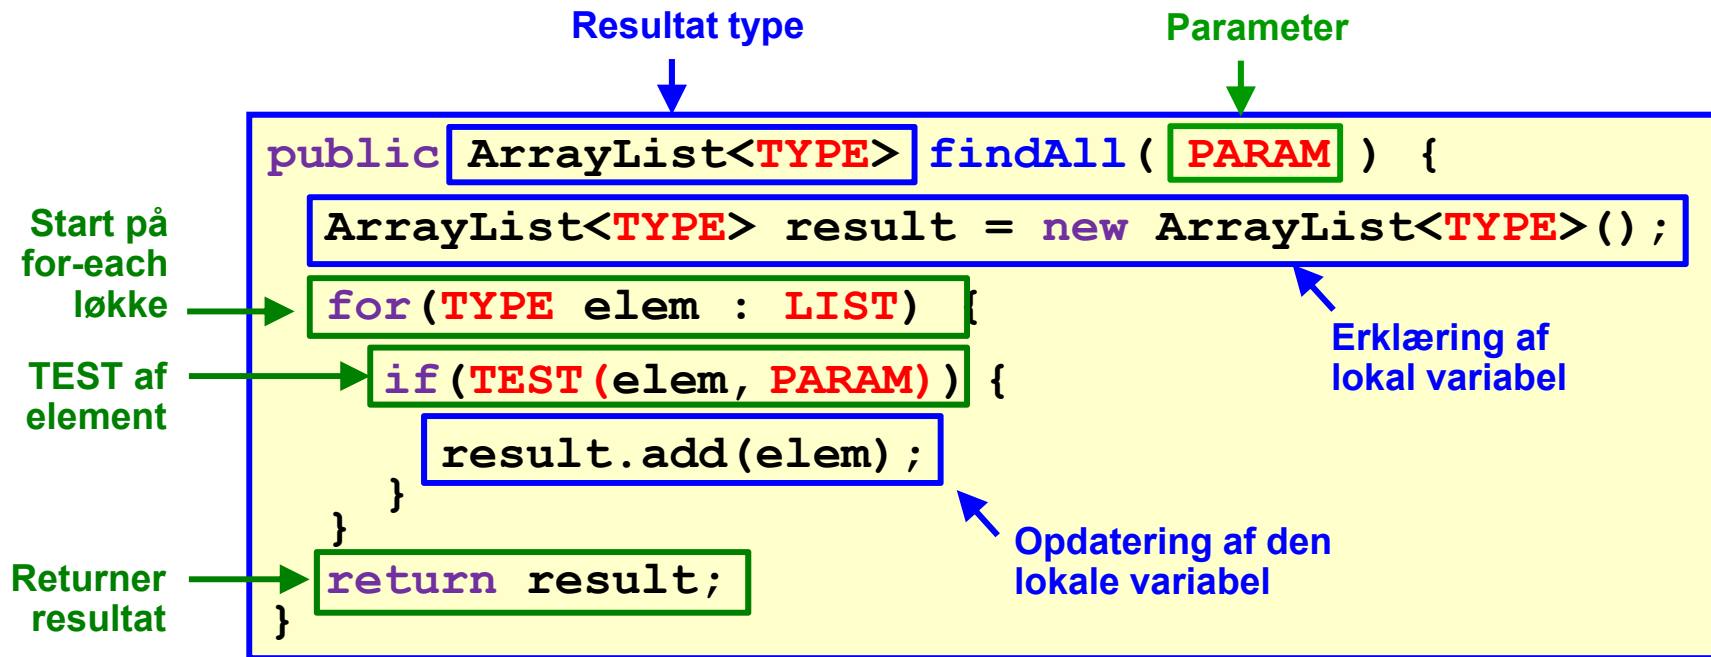 Resultat type
Parameter
public ArrayList<TYPE> findAll( PARAM ) {
ArrayList<TYPE> result = new ArrayList<TYPE>();
Start på
for-each
løkke
for(TYPE elem : LIST) {
Erklæring af
lokal variabel
TEST af
element
if(TEST(elem, PARAM)) {
result.add(elem);
}
}
Opdatering af den
lokale variabel
Returner
resultat
return result;
}